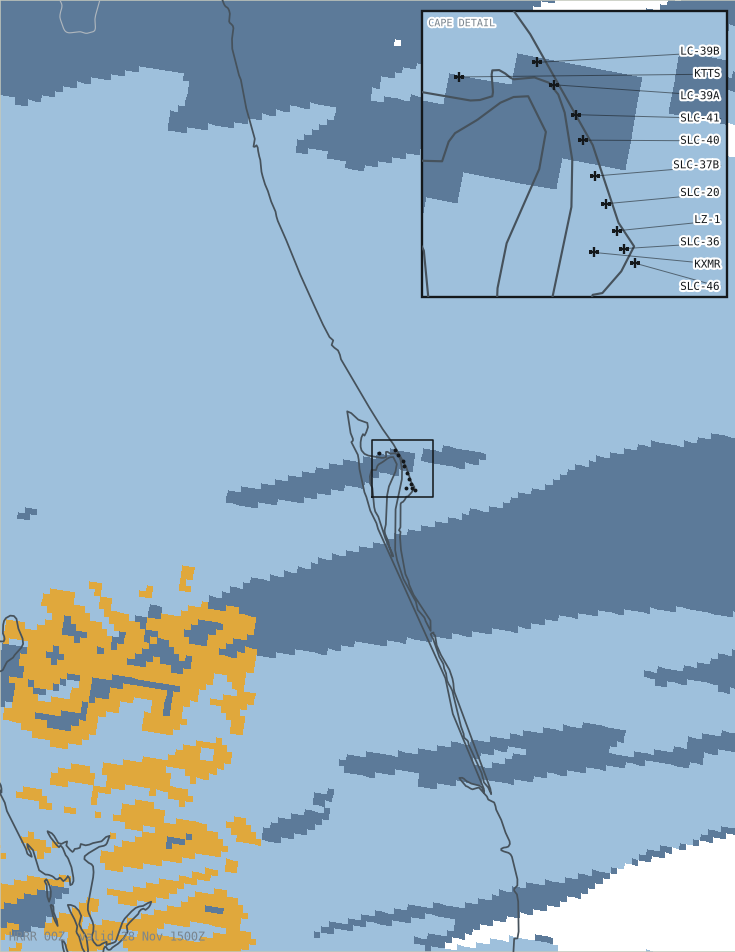 CAPE DETAIL
LC-39B
KTTS
LC-39A
SLC-41
SLC-40
SLC-37B
SLC-20
LZ-1
SLC-36
KXMR
SLC-46
HRRR 00Z valid 28 Nov 1500Z